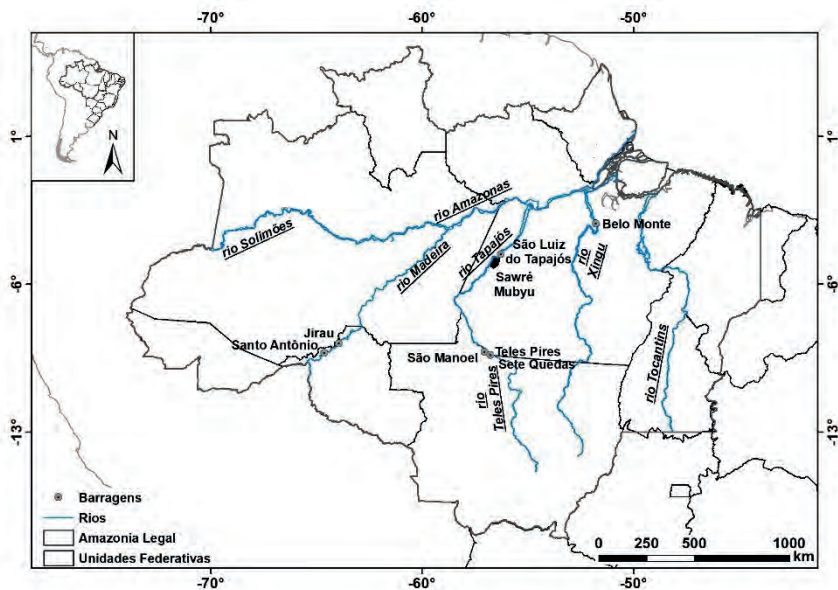 -70°
-60°
-50°
N
1°
1°
rio Amazonas
Belo Monte
rio Solimões
rio Madeira
rio Tapajós
São Luiz
do Tapajós
rio
Xingu
-6°
-6°
Sawré
Mubyu
Jirau
Santo Antônio
São Manoel
Teles Pires
Sete Quedas
rio
Teles Pires
rio Tocantins
-13°
-13°
Barragens
Rios
Amazonia Legal
Unidades Federativas
0 250 500 1000
km
-70°
-60°
-50°